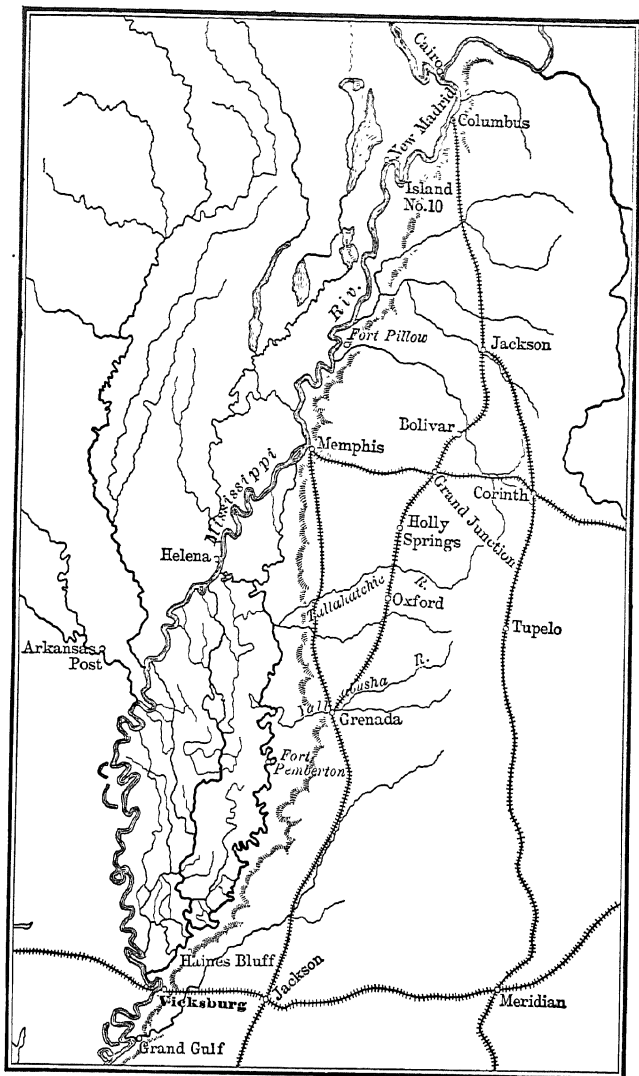 Cairo
Columbus
New Madrid
Island
No.10
Riv.
Fort Pillow
Jackson
Bolivar
Memphis
Mississippi
Grand Junction
Corinth
Holly
Springs
Helena
Tallahatchie R.
Oxford
Tupelo
Arkansas
Post
R.
Yallabusha
Grenada
Fort
Pemberton
Haines Bluff
Vicksburg
Jackson
Meridian
Grand Gulf